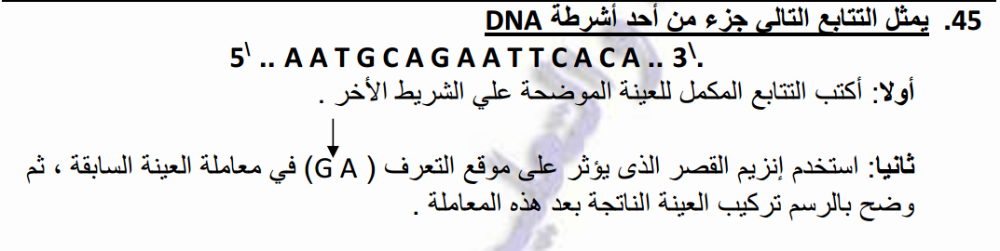 45. يمثل التتابع التالي جزء من أحد أشرطة DNA
5\ .. A A T G C A G A A T T C A C A .. 3\.
أولا: أكتب التتابع المكمل للعينة الموضحة علي الشريط الأخر .
ثانيا: استخدم إنزيم القصر الذى يؤثر على موقع التعرف ( G A) في معاملة العينة السابقة ، ثم
وضح بالرسم تركيب العينة الناتجة بعد هذه المعاملة .